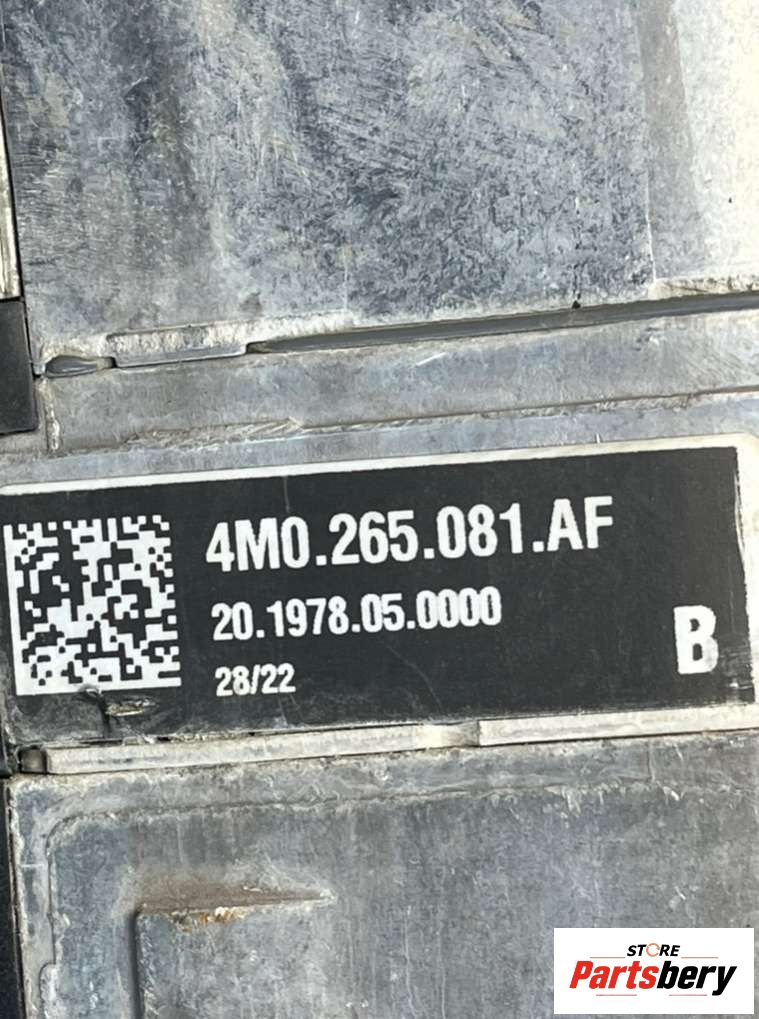 4M0.265.081.AF
20.1978.05.0000
28/22
B
STORE
Partsbery